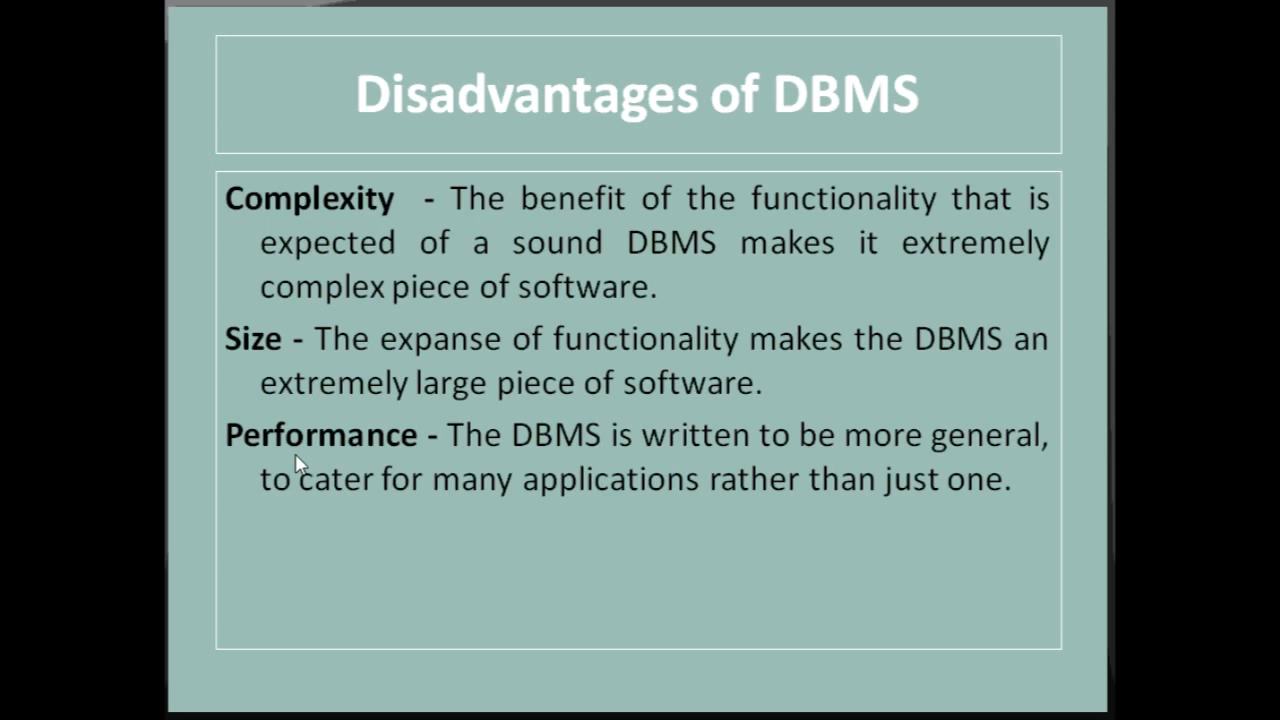 Disadvantages of DBMS
Complexity - The benefit of the functionality that is
expected of a sound DBMS makes it extremely
complex piece of software.
Size - The expanse of functionality makes the DBMS an
extremely large piece of software.
Performance - The DBMS is written to be more general,
to cater for many applications rather than just one.